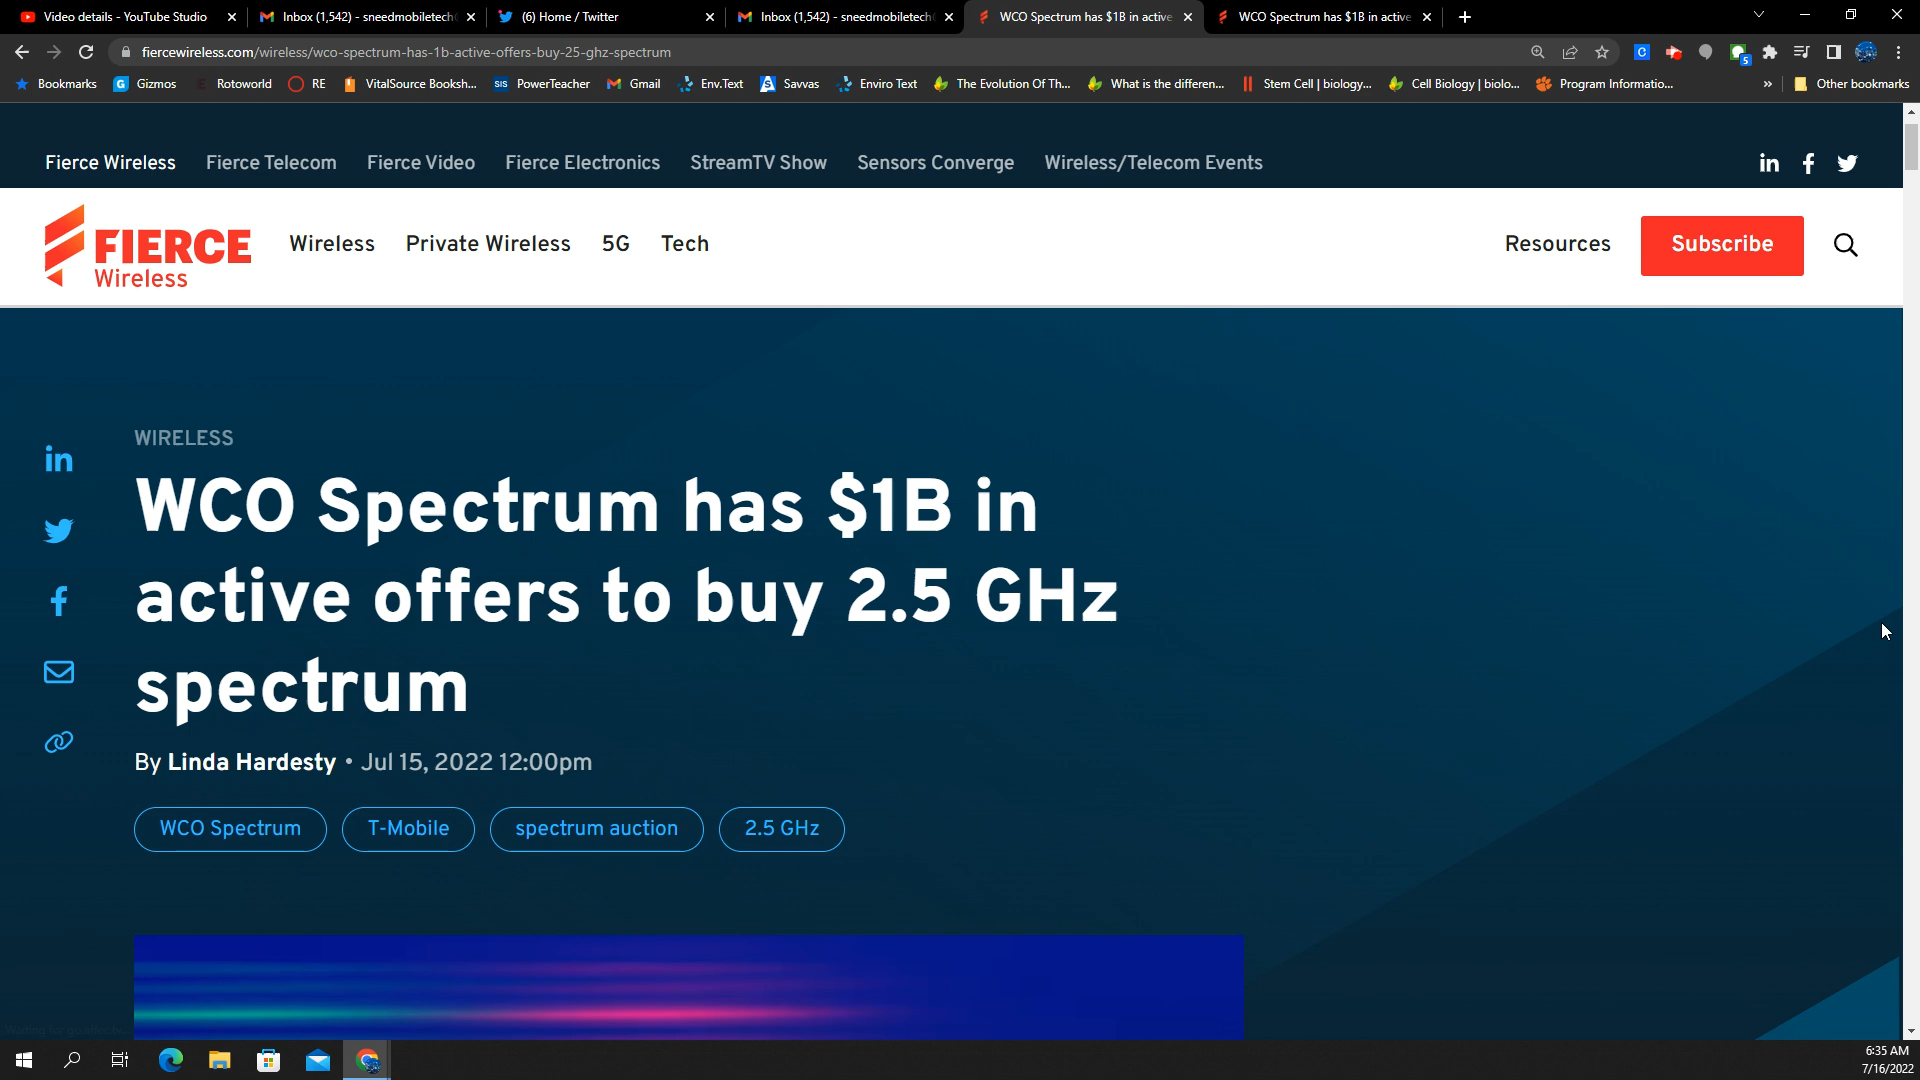 Video details - YouTube Studio
Inbox (1,542) - sneedmobiletech
(6) Home / Twitter
Inbox (1,542) - sneedmobiletech
WCO Spectrum has $1B in active
WCO Spectrum has $1B in active
fiercewireless.com/wireless/wco-spectrum-has-1b-active-offers-buy-25-ghz-spectrum
C
5
Bookmarks
G Gizmos
E Rotoworld
RE
VitalSource Booksh...
SIS PowerTeacher
Gmail
Env.Text
Savvas
Enviro Text
The Evolution Of Th...
What is the differen...
Stem Cell | biology...
Cell Biology | biolo...
Program Informatio...
»
Other bookmarks
Fierce Wireless
Fierce Telecom
Fierce Video
Fierce Electronics
StreamTV Show
Sensors Converge
Wireless/Telecom Events
FIERCE
Wireless
Wireless
Private Wireless
5G
Tech
Resources
Subscribe
WIRELESS
WCO Spectrum has $1B in
active offers to buy 2.5 GHz
spectrum
By Linda Hardesty • Jul 15, 2022 12:00pm
WCO Spectrum
T-Mobile
spectrum auction
2.5 GHz
6:35 AM
7/16/2022